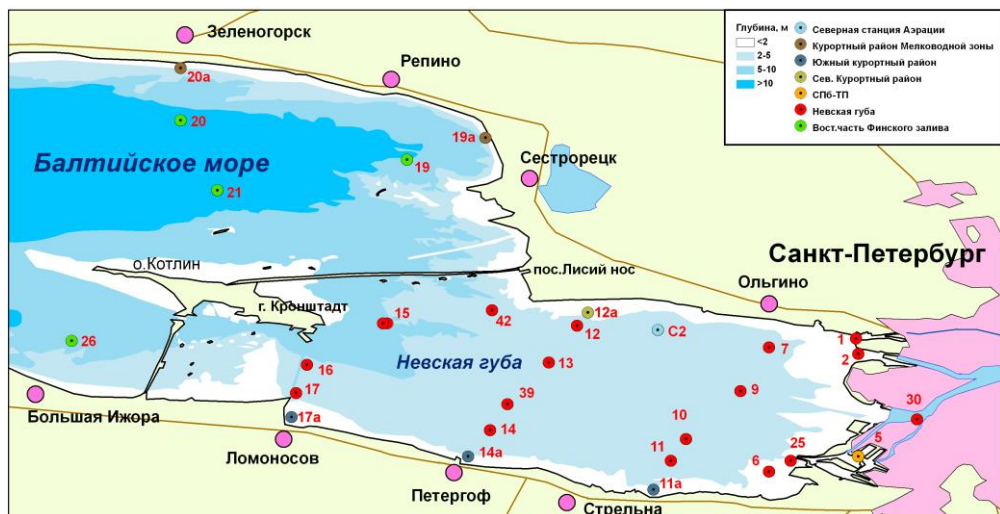 Зеленогорск
Репино
20а
20
19а
19
Сестрорецк
Балтийское море
21
Глубина, м
<2
2-5
5-10
>10
Северная станция Аэрации
Курортный район Мелководной зоны
Южный курортный район
Сев. Курортный район
СПб-ТП
Невская губа
Вост.часть Финского залива
Санкт-Петербург
о.Котлин
пос.Лисий нос
Ольгино
г. Кронштадт
15
42
12а
12
С2
7
1
2
26
Невская губа
13
16
17
39
9
30
17а
14
10
11
25
5
Большая Ижора
Ломоносов
14а
6
11а
Петергоф
Стрельна